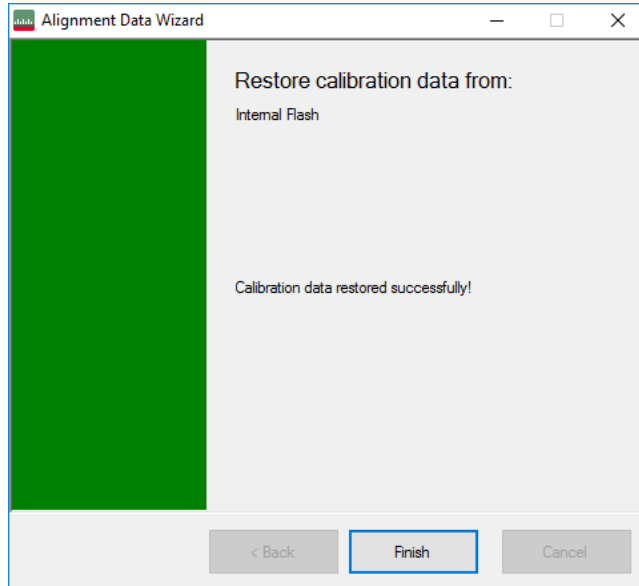 Alignment Data Wizard
Restore calibration data from:
Internal Flash
Calibration data restored successfully!
< Back
Finish
Cancel